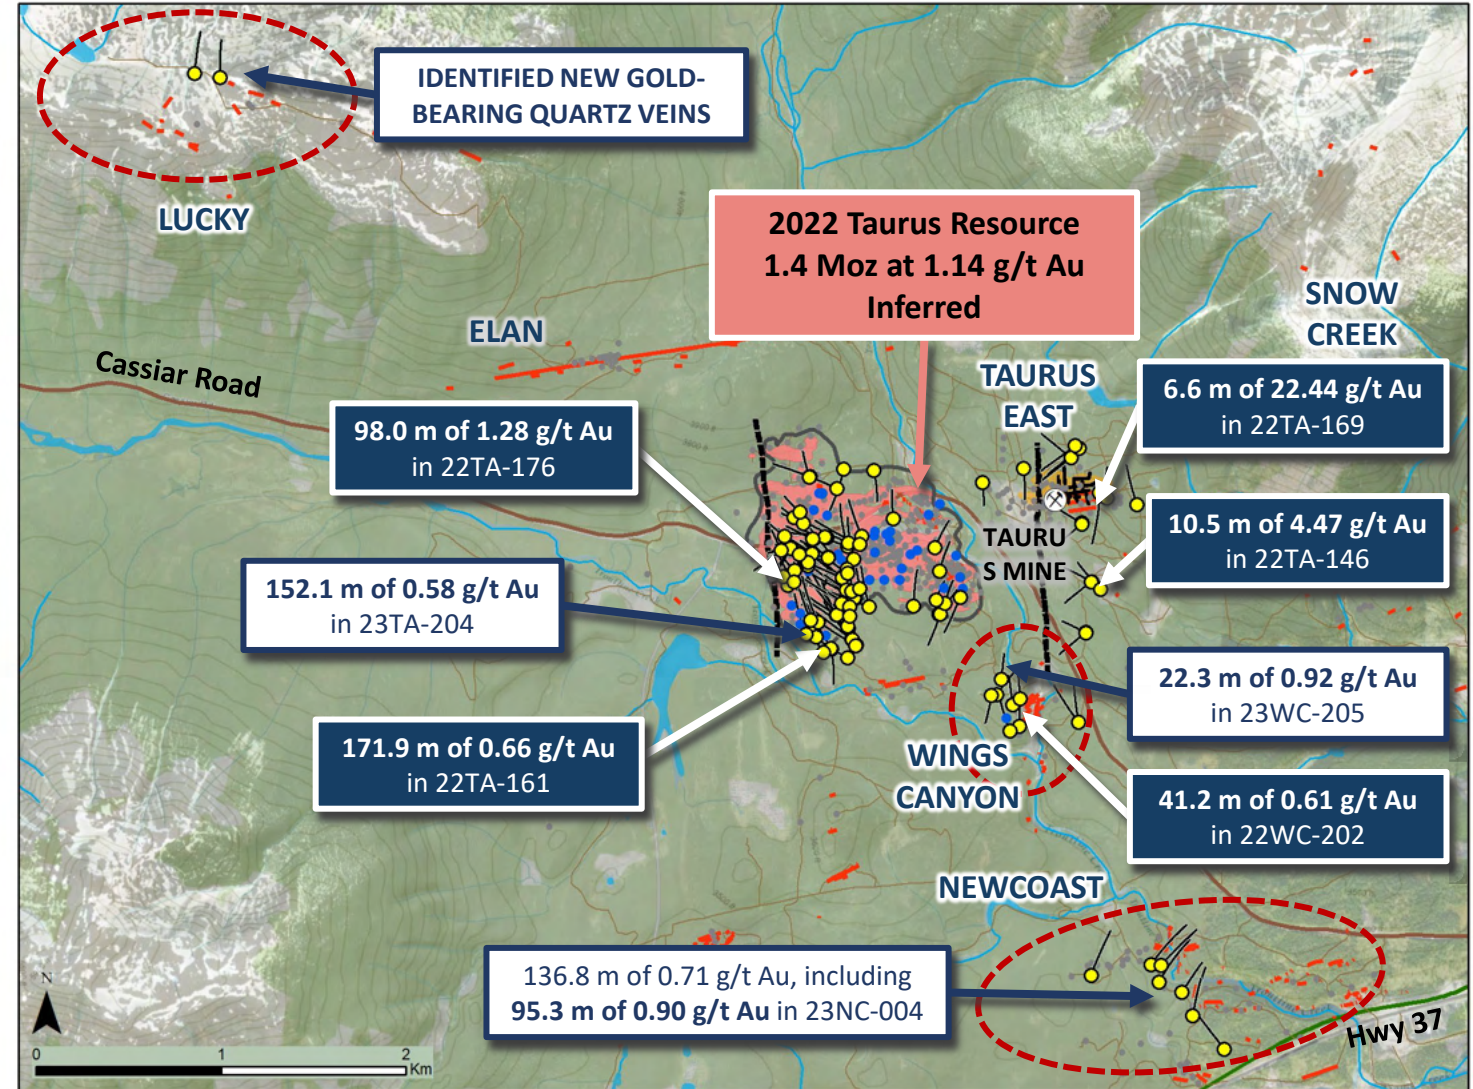 IDENTIFIED NEW GOLD-
BEARING QUARTZ VEINS
LUCKY
2022 Taurus Resource
1.4 Moz at 1.14 g/t Au
Inferred
SNOW
CREEK
ELAN
Cassiar Road
TAURUS
EAST
6.6 m of 22.44 g/t Au
in 22TA-169
98.0 m of 1.28 g/t Au
in 22TA-176
10.5 m of 4.47 g/t Au
in 22TA-146
TAURU
S MINE
152.1 m of 0.58 g/t Au
in 23TA-204
22.3 m of 0.92 g/t Au
in 23WC-205
171.9 m of 0.66 g/t Au
in 22TA-161
WINGS
CANYON
41.2 m of 0.61 g/t Au
in 22WC-202
NEWCOAST
136.8 m of 0.71 g/t Au, including
95.3 m of 0.90 g/t Au in 23NC-004
Hwy 37
N
0 1 2
Km